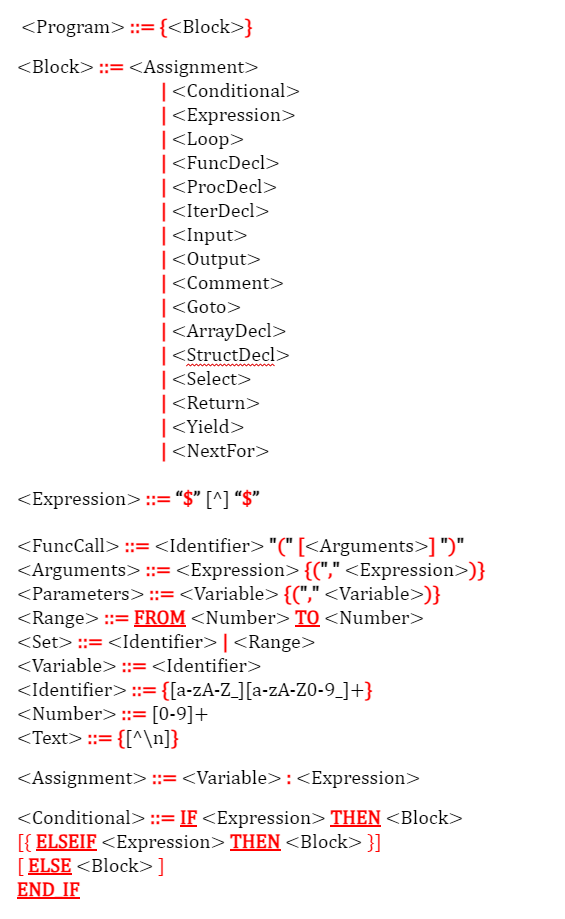 <Program> ::= {<Block>}
<Block> ::= <Assignment>
| <Conditional>
| <Expression>
| <Loop>
| <FuncDecl>
| <ProcDecl>
| <IterDecl>
| <Input>
| <Output>
| <Comment>
| <Goto>
| <ArrayDecl>
| <StructDecl>
| <Select>
| <Return>
| <Yield>
| <NextFor>
<Expression> ::= “$” [^] “$”
<FuncCall> ::= <Identifier> "(" [<Arguments>] ")"
<Arguments> ::= <Expression> {("," <Expression>)}
<Parameters> ::= <Variable> {("," <Variable>)}
<Range> ::= FROM <Number> TO <Number>
<Set> ::= <Identifier> | <Range>
<Variable> ::= <Identifier>
<Identifier> ::= {[a-zA-Z_][a-zA-Z0-9_]+}
<Number> ::= [0-9]+
<Text> ::= {[^\n]}
<Assignment> ::= <Variable> : <Expression>
<Conditional> ::= IF <Expression> THEN <Block>
[{ ELSEIF <Expression> THEN <Block> }]
[ ELSE <Block> ]
END_IF